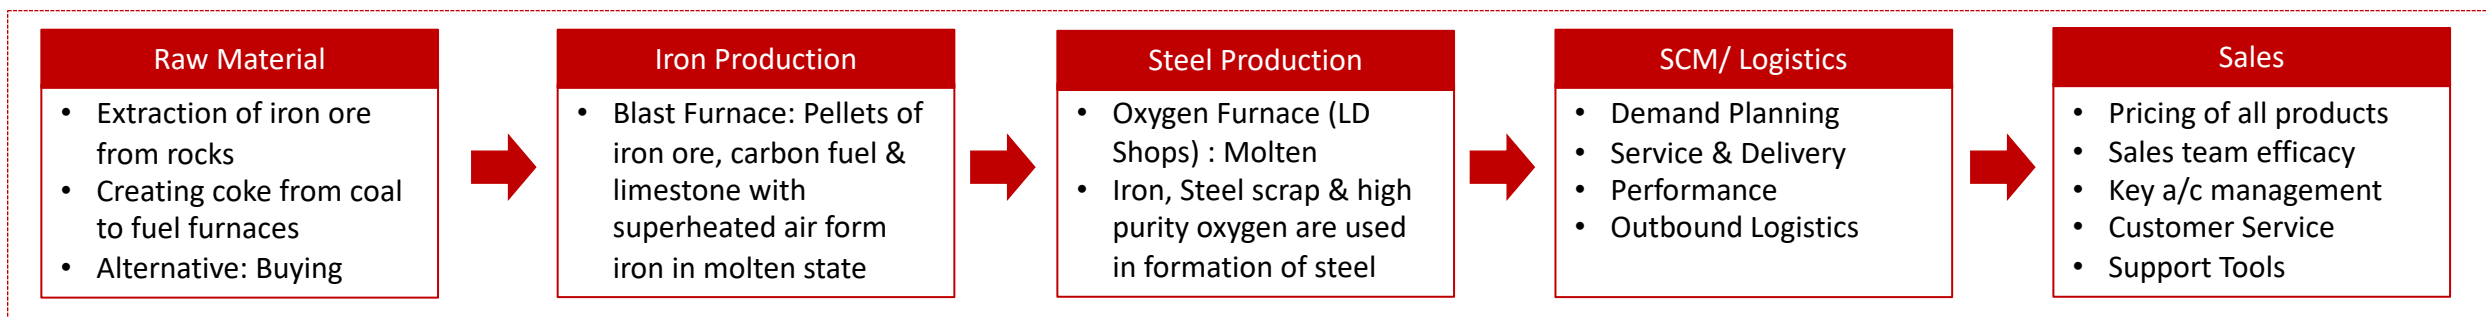 Raw Material
• Extraction of iron ore
from rocks
• Creating coke from coal
to fuel furnaces
• Alternative: Buying
Iron Production
• Blast Furnace: Pellets of
iron ore, carbon fuel &
limestone with
superheated air form
iron in molten state
Steel Production
• Oxygen Furnace (LD
Shops) : Molten
• Iron, Steel scrap & high
purity oxygen are used
in formation of steel
SCM/ Logistics
• Demand Planning
• Service & Delivery
• Performance
• Outbound Logistics
Sales
• Pricing of all products
• Sales team efficacy
• Key a/c management
• Customer Service
• Support Tools